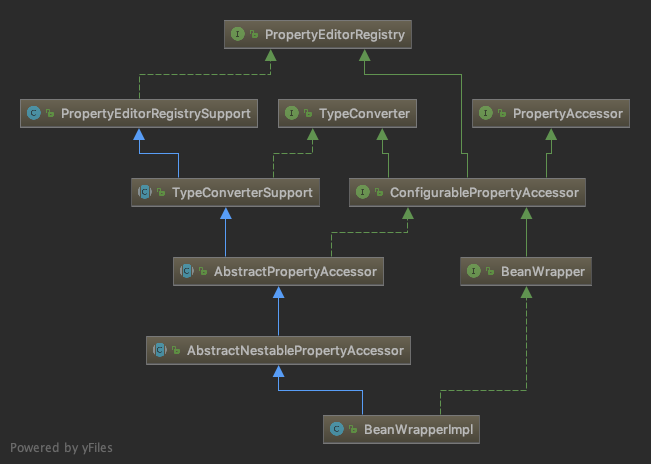 PropertyEditorRegistry
PropertyEditorRegistrySupport
TypeConverter
PropertyAccessor
TypeConverterSupport
ConfigurablePropertyAccessor
AbstractPropertyAccessor
BeanWrapper
AbstractNestablePropertyAccessor
BeanWrapperImpl
Powered by yFiles